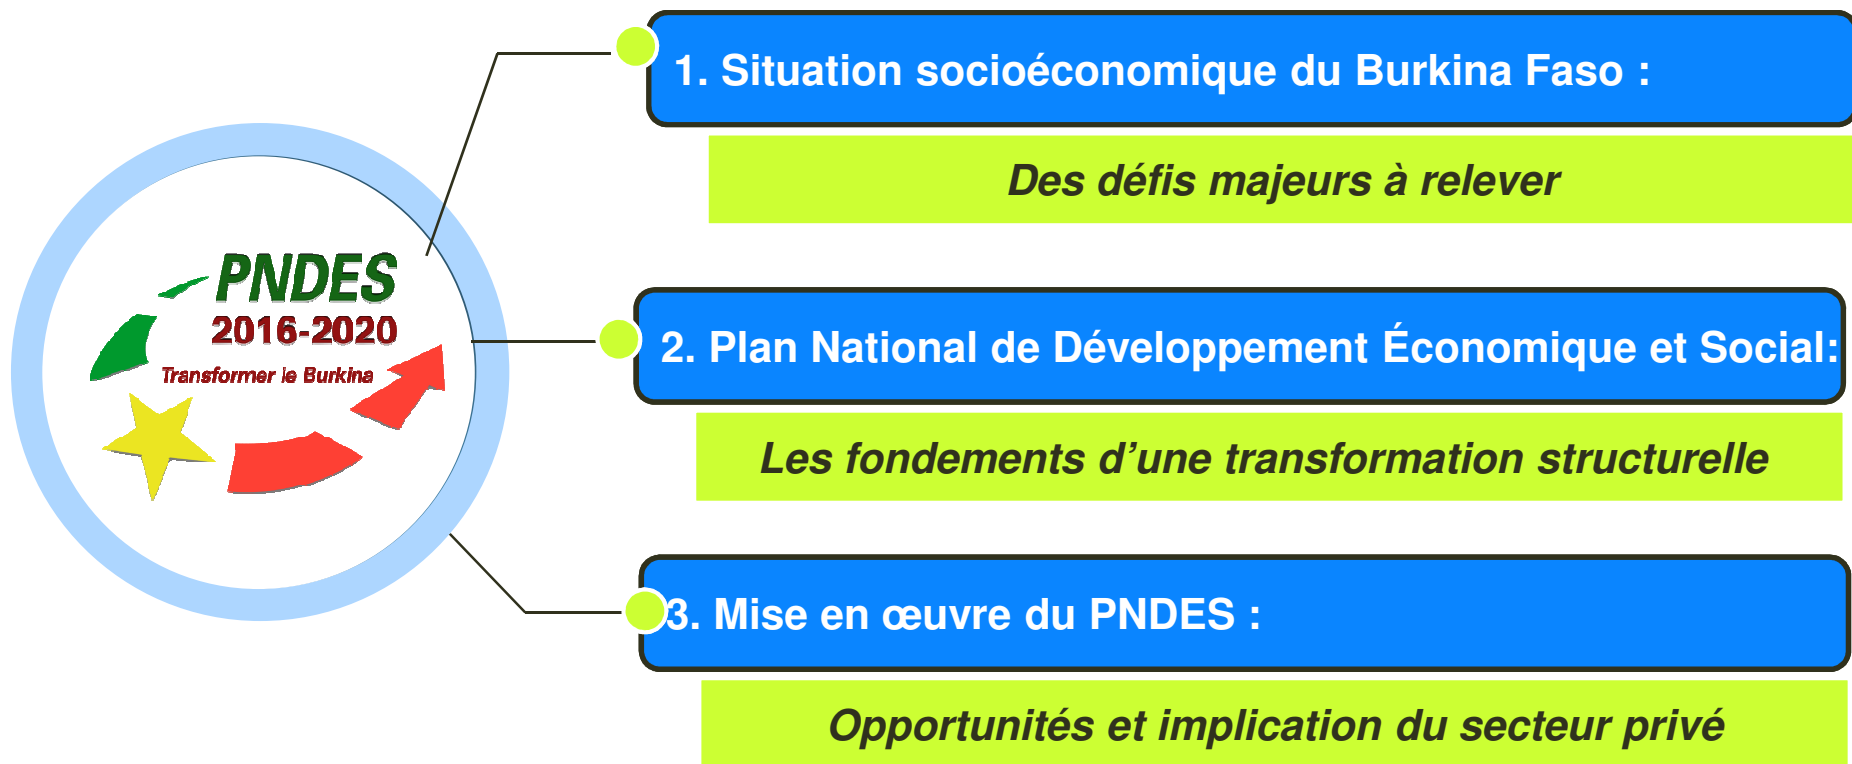 1. Situation socioéconomique du Burkina Faso :
Des défis majeurs à relever
PNDES
2016-2020
Transformer le Burkina
2. Plan National de Développement Économique et Social:
Les fondements d’une transformation structurelle
3. Mise en œuvre du PNDES :
Opportunités et implication du secteur privé